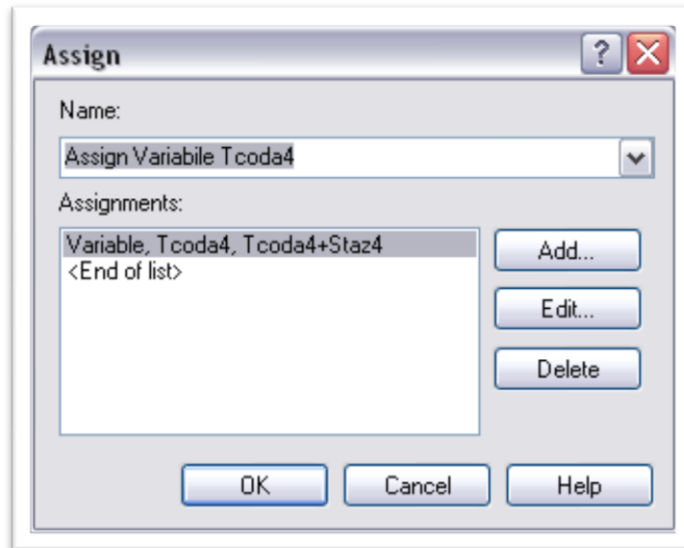 Assign
Name:
Assign Variabile Tcoda4
Assignments:
Variable, Tcoda4, Tcoda4+Staz4
<End of list>
Add...
Edit...
Delete
OK
Cancel
Help